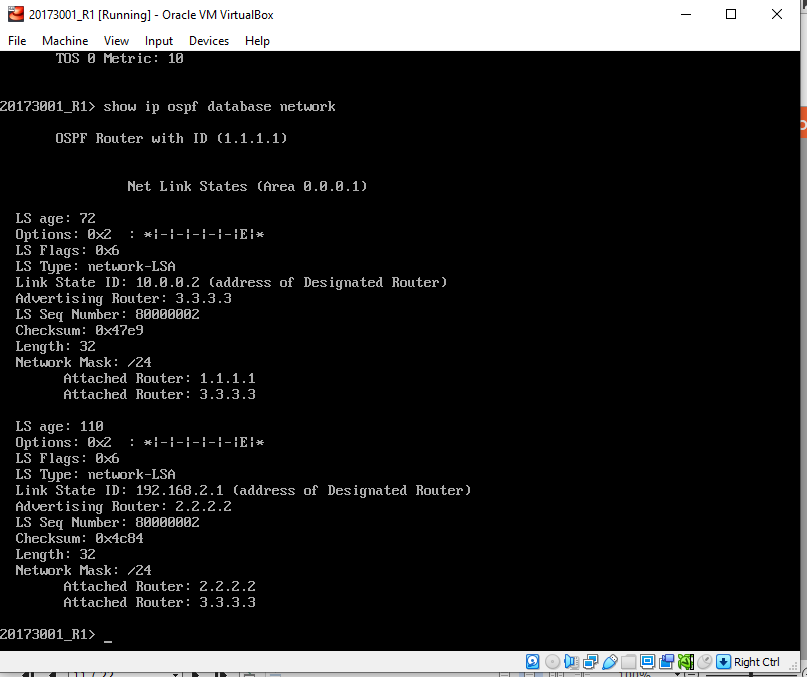 20173001_R1 [Running] - Oracle VM VirtualBox
File Machine View Input Devices Help
TOS 0 Metric: 10
20173001_R1> show ip ospf database network
OSPF Router with ID (1.1.1.1)
Net Link States (Area 0.0.0.1)
LS age: 72
Options: 0x2  : *|-|-|-|-|-|E|*
LS Flags: 0x6
LS Type: network-LSA
Link State ID: 10.0.0.2 (address of Designated Router)
Advertising Router: 3.3.3.3
LS Seq Number: 80000002
Checksum: 0x47e9
Length: 32
Network Mask: /24
Attached Router: 1.1.1.1
Attached Router: 3.3.3.3
LS age: 110
Options: 0x2  : *|-|-|-|-|-|E|*
LS Flags: 0x6
LS Type: network-LSA
Link State ID: 192.168.2.1 (address of Designated Router)
Advertising Router: 2.2.2.2
LS Seq Number: 80000002
Checksum: 0x4c84
Length: 32
Network Mask: /24
Attached Router: 2.2.2.2
Attached Router: 3.3.3.3
20173001_R1> _
Right Ctrl